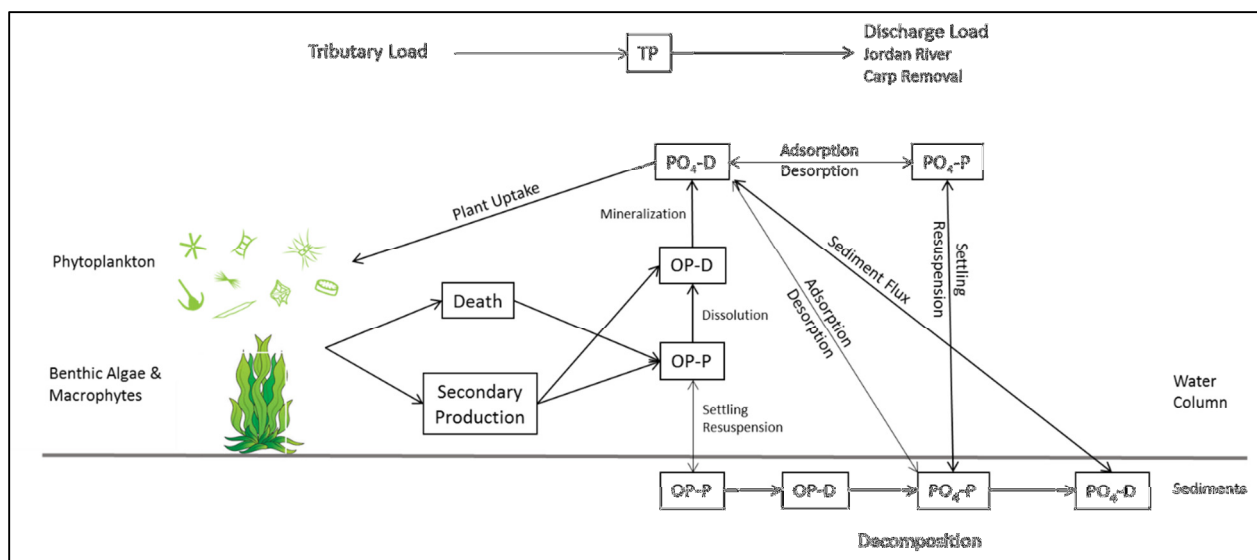 Tributary Load
TP
Discharge Load
Jordan River
Carp Removal
PO₄-D
Adsorption
Desorption
PO₄-P
Plant Uptake
Mineralization
Phytoplankton
OP-D
Sediment Flux
Settling
Resuspension
Death
Dissolution
Adsorption
Desorption
Benthic Algae &
Macrophytes
OP-P
Secondary
Production
Settling
Resuspension
Water
Column
OP-P
OP-D
PO₄-P
PO₄-D
Sediments
Decomposition